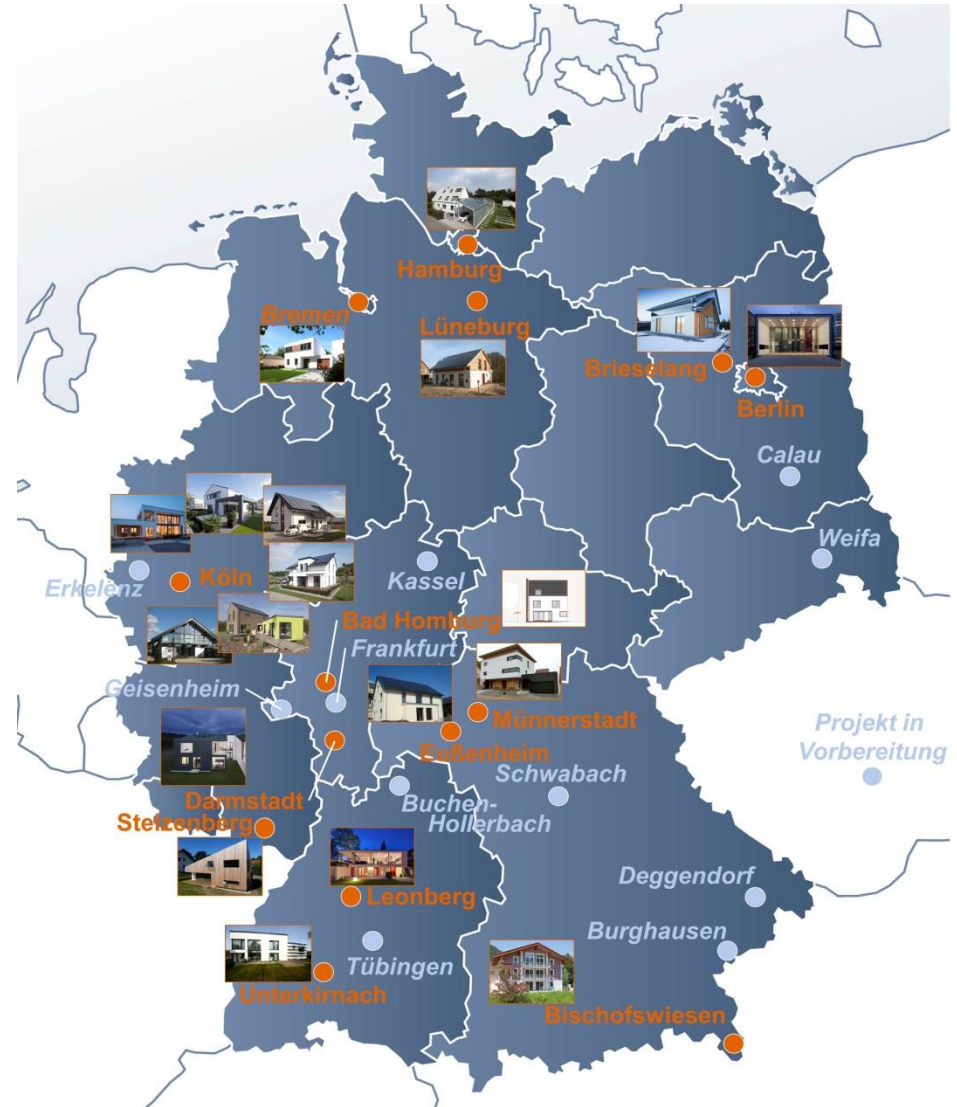 Hamburg
Bremen
Lüneburg
Brieselang
Berlin
Calau
Weifa
Erkelenz
Köln
Kassel
Bad Homburg
Frankfurt
Geisenheim
Münnerstadt
Eußenheim
Projekt in
Vorbereitung
Schwabach
Darmstadt
Buchen-
Hollerbach
Stelzenberg
Deggendorf
Leonberg
Burghausen
Tübingen
Unterkirnach
Bischofswiesen